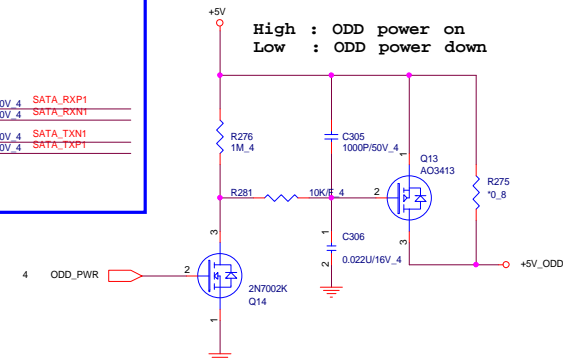 +5V
High : ODD power on
Low : ODD power down
0V_4 SATA_RXP1
0V_4 SATA_RXN1
0V_4 SATA_TXN1
0V_4 SATA_TXP1
R276
1M_4
C305
1000P/50V_4
1
Q13
AO3413
R275
*0_8
R281
10K/F_4
2
3
1
C306
0.022U/16V_4
2
3
+5V_ODD
4
ODD_PWR
2
2N7002K
Q14
1